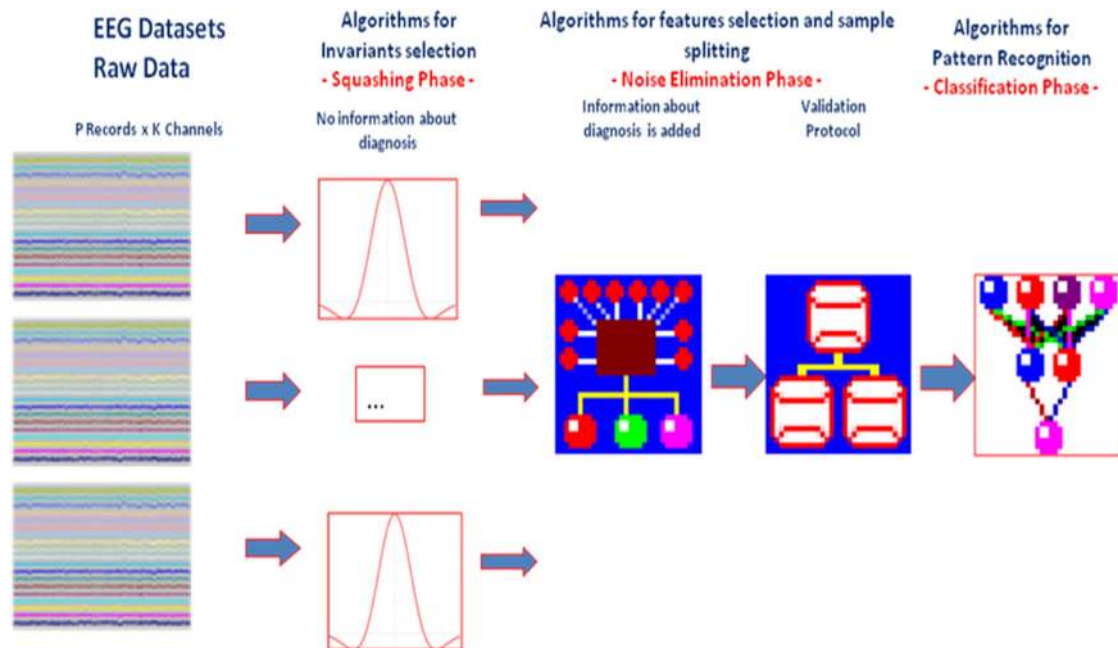 EEG Datasets
Raw Data
P Records x K Channels
Algorithms for
Invariants selection
- Squashing Phase -
No information about
diagnosis
...
Algorithms for features selection and sample
splitting
- Noise Elimination Phase -
Information about
diagnosis is added
Validation
Protocol
Algorithms for
Pattern Recognition
- Classification Phase -